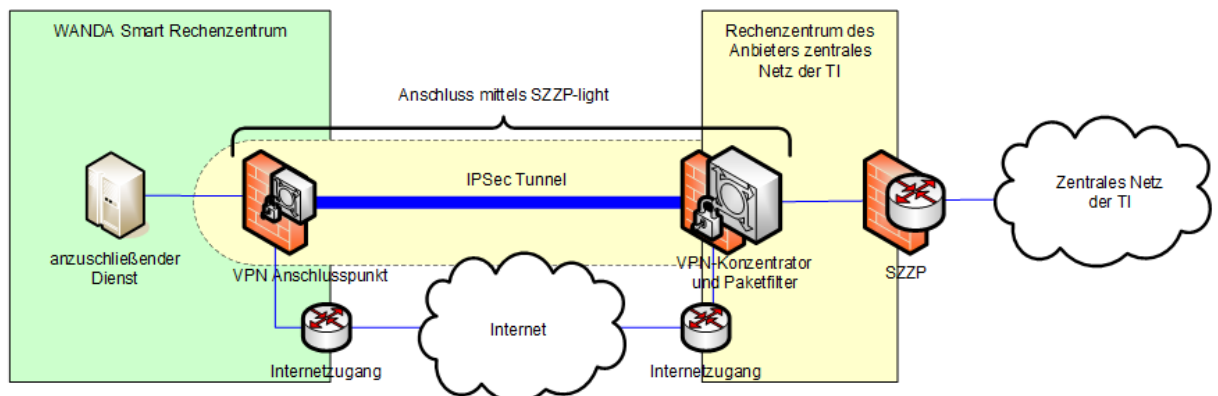 WANDA Smart Rechenzentrum
Rechenzentrum des
Anbieters zentrales
Netz der TI
Anschluss mittels SZZP-light
IPSec Tunnel
Zentrales Netz
der TI
anzuschließender
Dienst
VPN Anschlusspunkt
VPN-Konzentrator
und Paketfilter
SZZP
Internet
Internetzugang
Internetzugang